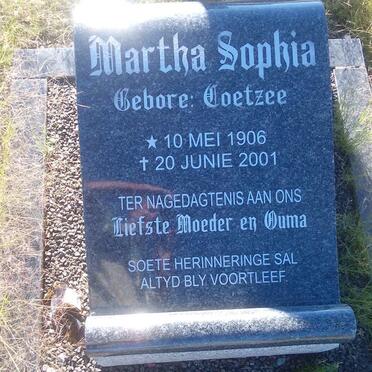 Martha Sophia
Gebore: Coetzee
★ 10 MEI 1906
✝ 20 JUNIE 2001
TER NAGEDAGTENIS AAN ONS
Liefste Moeder en Ouma
SOETE HERINNERINGE SAL
ALTYD BLY VOORTLEEF